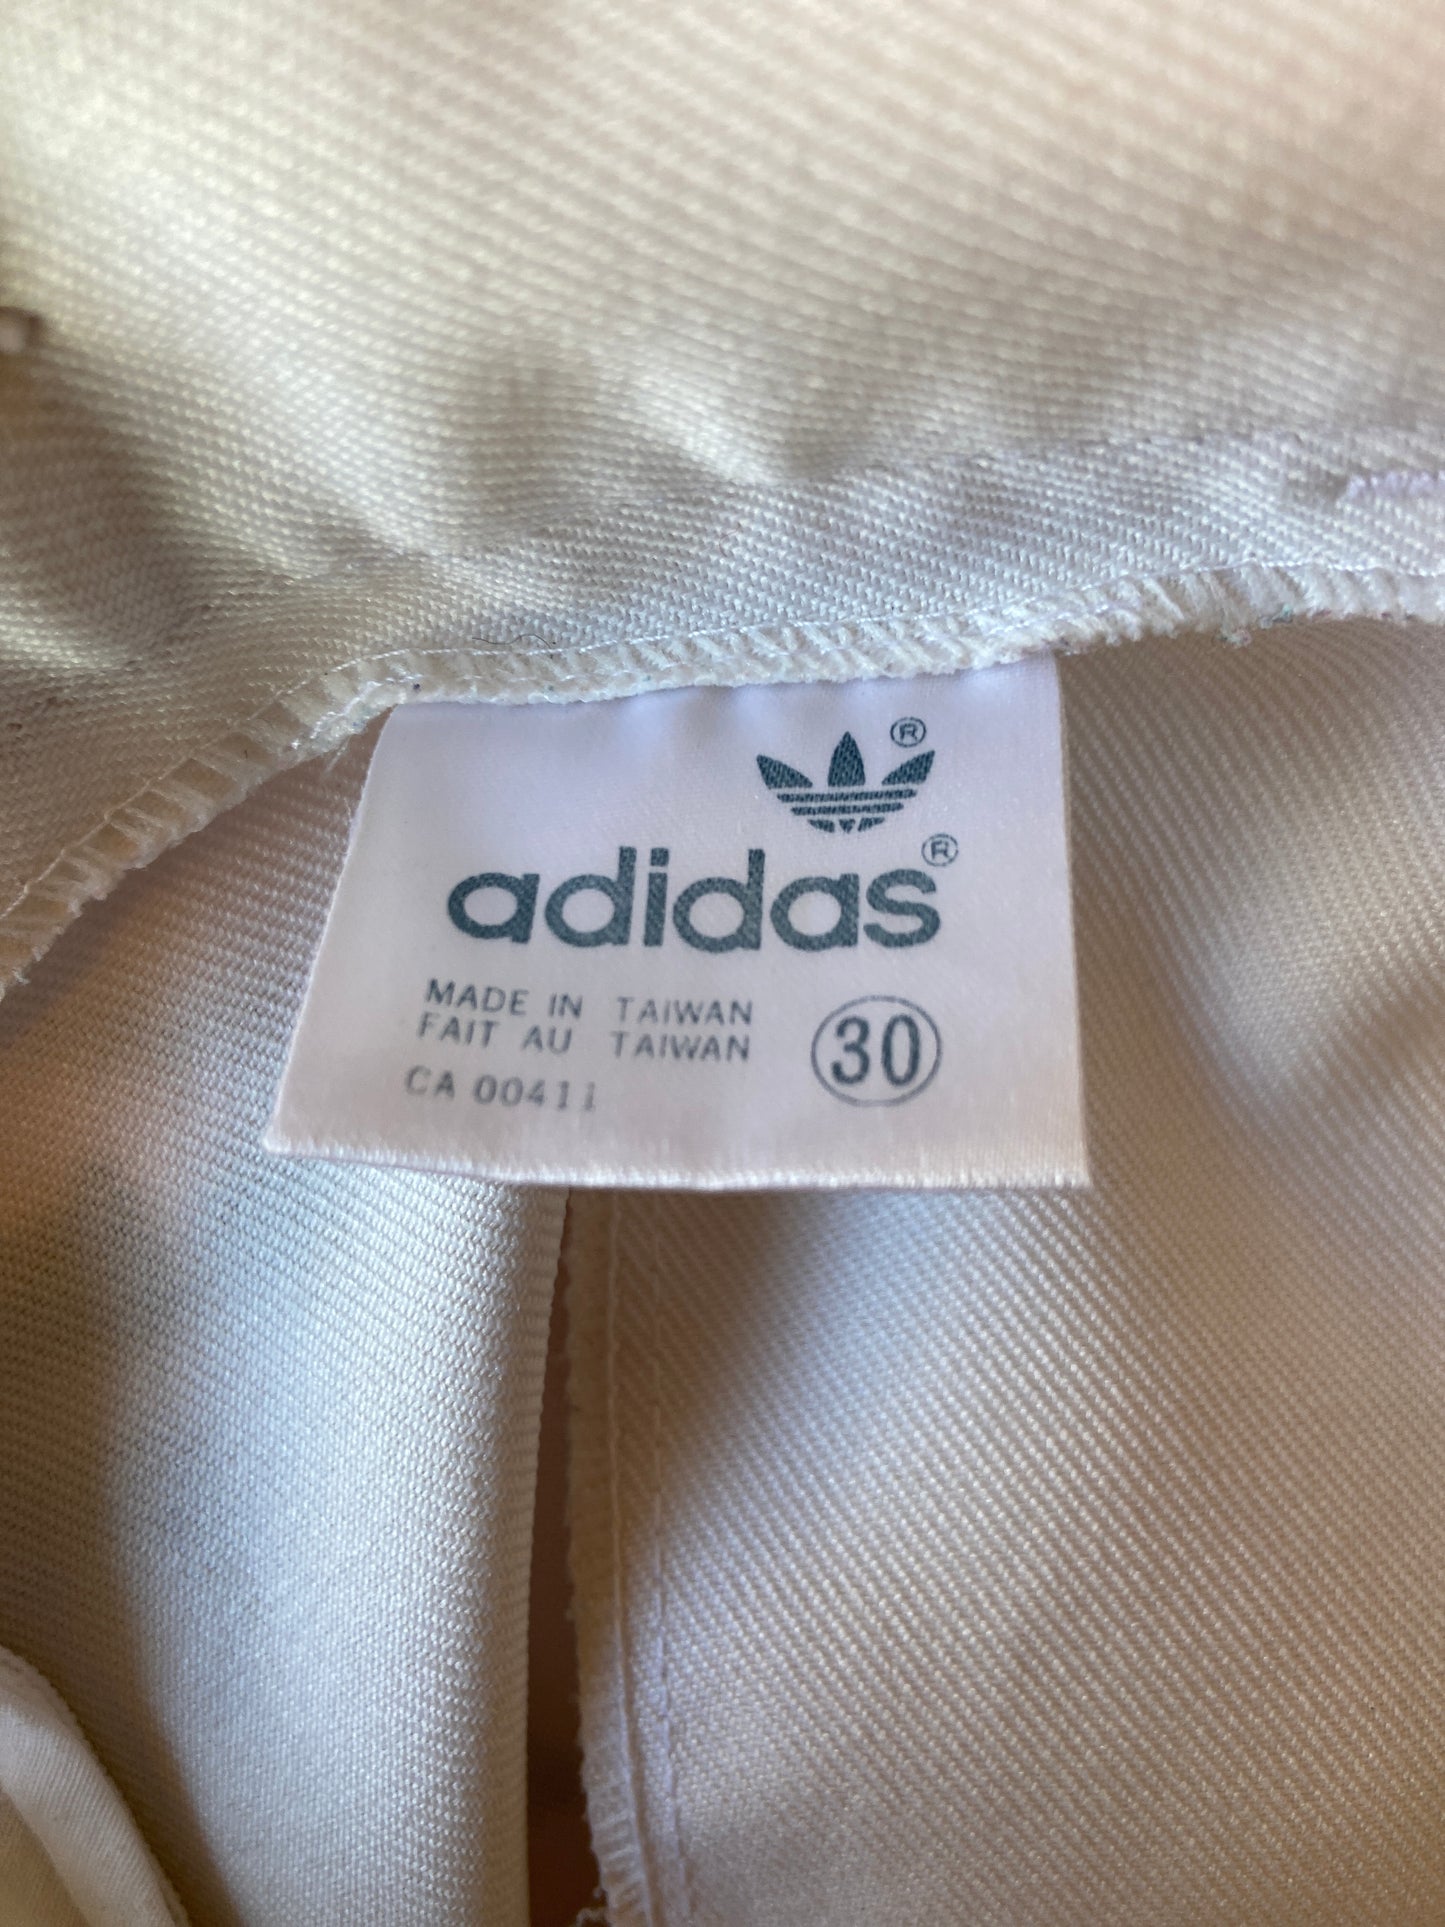 ®
adidas®
MADE IN TAIWAN
FAIT AU TAIWAN
30
CA 00411